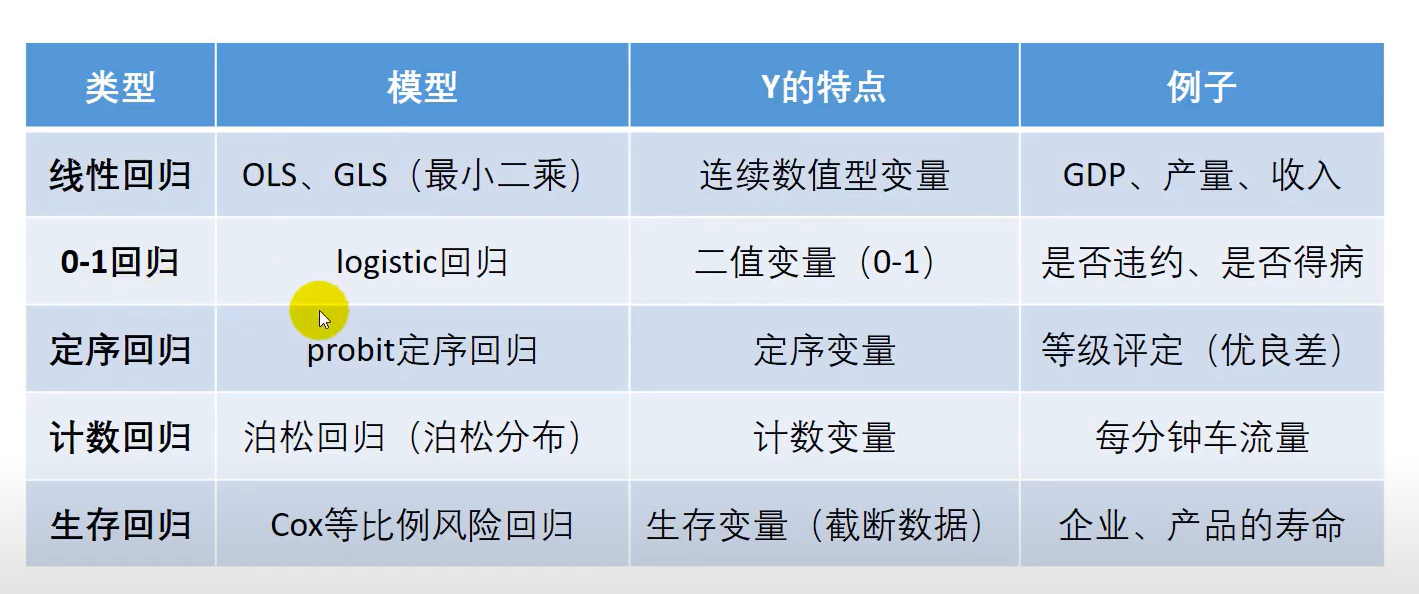 类型 模型 Y的特点 例子
线性回归 OLS、GLS（最小二乘） 连续数值型变量 GDP、产量、收入
0-1回归 logistic回归 二值变量（0-1） 是否违约、是否得病
定序回归 probit定序回归 定序变量 等级评定（优良差）
计数回归 泊松回归（泊松分布） 计数变量 每分钟车流量
生存回归 Cox等比例风险回归 生存变量（截断数据） 企业、产品的寿命